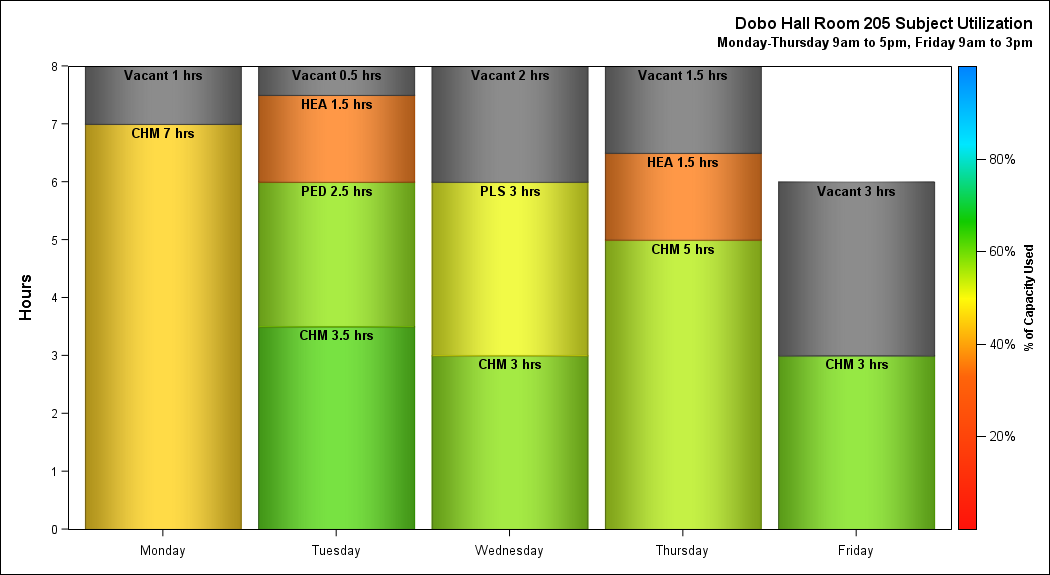 Dobo Hall Room 205 Subject Utilization
Monday-Thursday 9am to 5pm, Friday 9am to 3pm
Hours
8
7
6
5
4
3
2
1
0
Vacant 1 hrs
CHM 7 hrs
Vacant 0.5 hrs
HEA 1.5 hrs
PED 2.5 hrs
CHM 3.5 hrs
Vacant 2 hrs
PLS 3 hrs
CHM 3 hrs
Vacant 1.5 hrs
HEA 1.5 hrs
CHM 5 hrs
Vacant 3 hrs
CHM 3 hrs
Monday
Tuesday
Wednesday
Thursday
Friday
80%
60%
40%
20%
% of Capacity Used